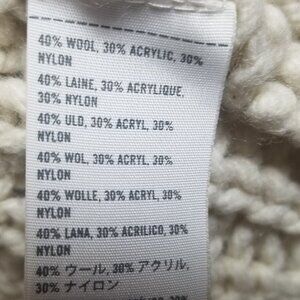 40% WOOL, 30% ACRYLIC, 30%
NYLON
40% LAINE, 30% ACRYLIQUE,
30% NYLON
40% ULD, 30% ACRYL, 30%
NYLON
40% WOL, 30% ACRYL, 30%
NYLON
40% WOLLE, 30% ACRYL, 30%
NYLON
40% LANA, 30% ACRILICO, 30%
NYLON
40% ウール, 30% アクリル,
30% ナイロン